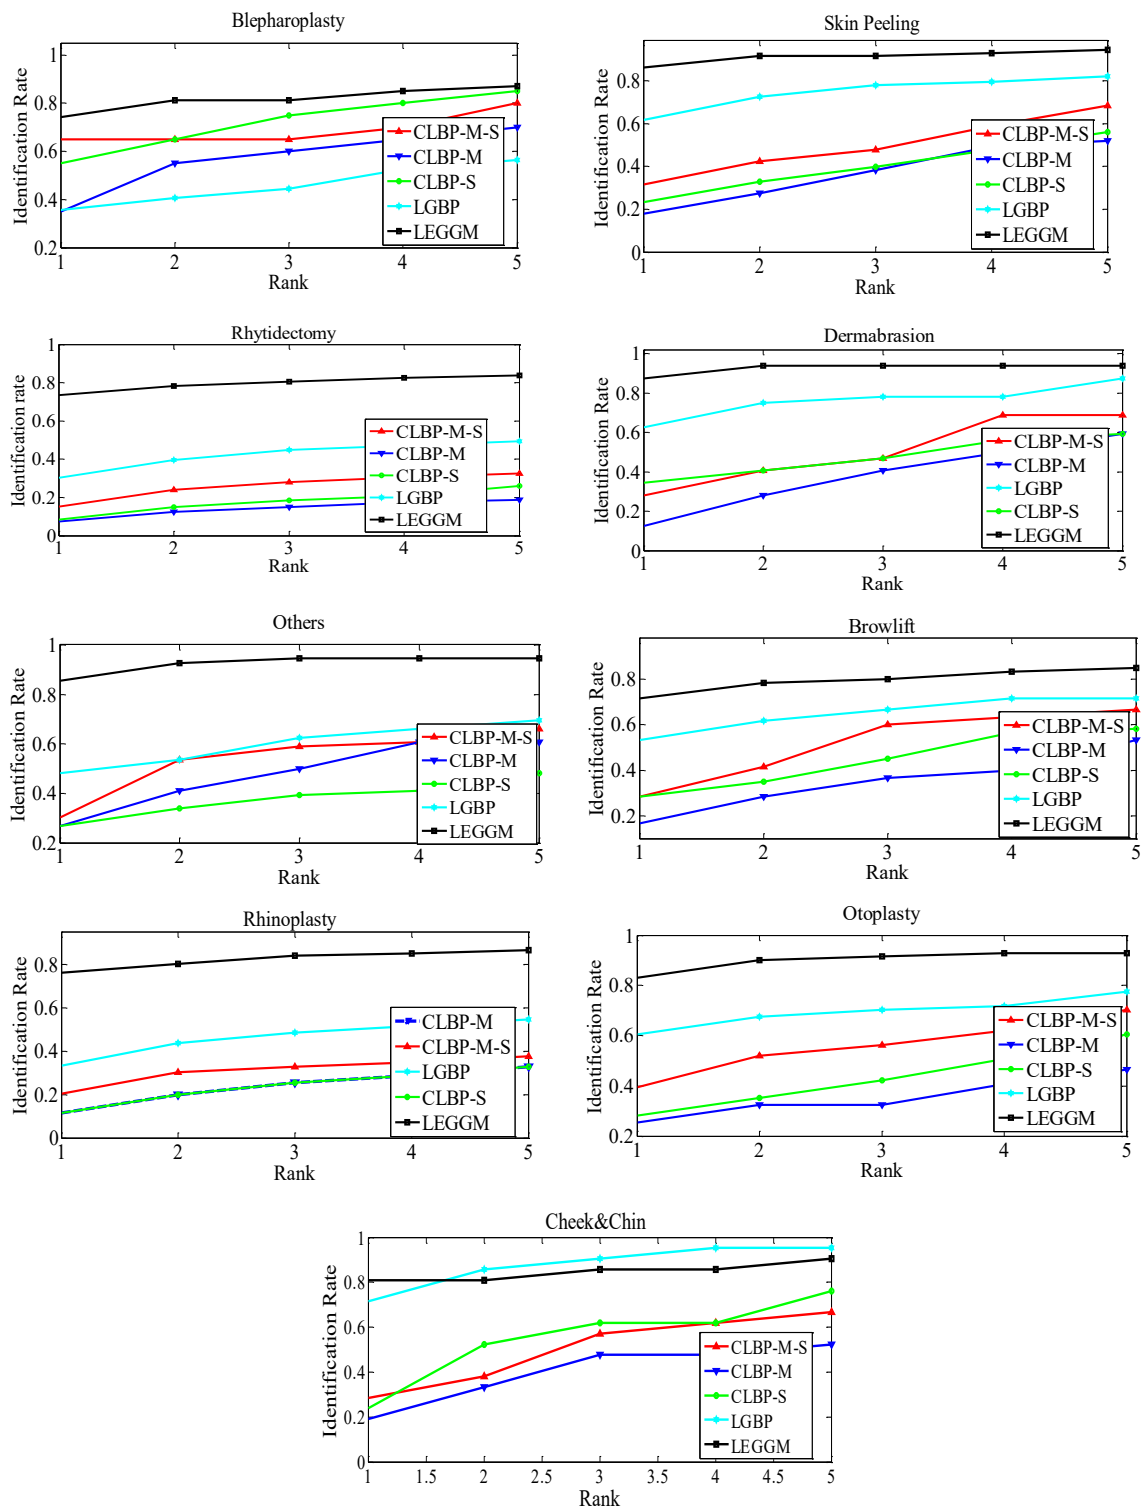 Blepharoplasty
Identification Rate
1
0.8
0.6
0.4
0.2
1 2 3 4 5
Rank
CLBP-M-S
CLBP-M
CLBP-S
LGBP
LEGGM
Skin Peeling
Identification Rate
0.8
0.6
0.4
0.2
0
1 2 3 4 5
Rank
CLBP-M-S
CLBP-M
CLBP-S
LGBP
LEGGM
Rhytidectomy
Identification rate
1
0.8
0.6
0.4
0.2
0
1 2 3 4 5
Rank
CLBP-M-S
CLBP-M
CLBP-S
LGBP
LEGGM
Dermabrasion
Identification Rate
1
0.8
0.6
0.4
0.2
0
1 2 3 4 5
Rank
CLBP-M-S
CLBP-M
LGBP
CLBP-S
LEGGM
Others
Identification Rate
1
0.8
0.6
0.4
0.2
1 2 3 4 5
Rank
CLBP-M-S
CLBP-M
CLBP-S
LGBP
LEGGM
Browlift
Identification Rate
0.8
0.6
0.4
0.2
1 2 3 4 5
Rank
CLBP-M-S
CLBP-M
CLBP-S
LGBP
LEGGM
Rhinoplasty
Identification Rate
0.8
0.6
0.4
0.2
0
1 2 3 4 5
Rank
CLBP-M
CLBP-M-S
LGBP
CLBP-S
LEGGM
Otoplasty
Identification Rate
1
0.8
0.6
0.4
0.2
1 2 3 4 5
Rank
CLBP-M-S
CLBP-M
CLBP-S
LGBP
LEGGM
Cheek&Chin
Identification Rate
1
0.8
0.6
0.4
0.2
0
1 1.5 2 2.5 3 3.5 4 4.5 5
Rank
CLBP-M-S
CLBP-M
CLBP-S
LGBP
LEGGM